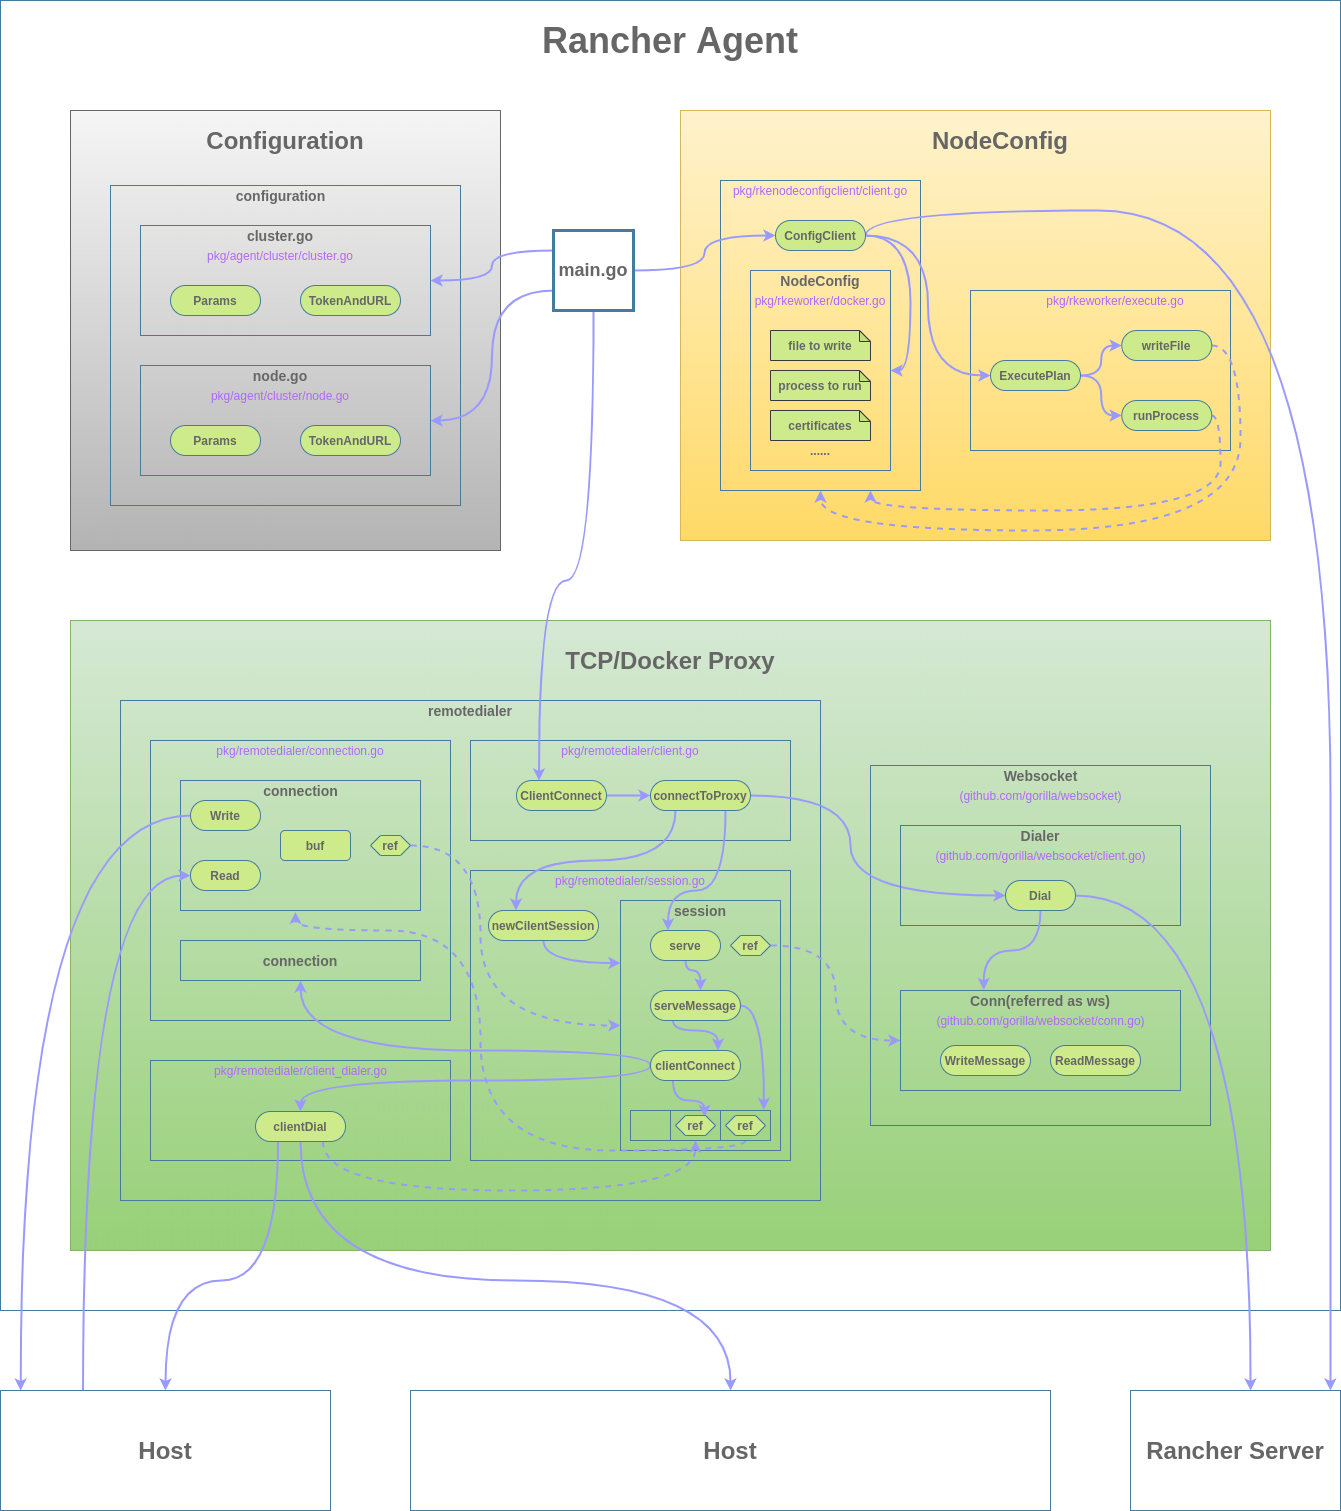 Rancher Agent
Configuration
configuration
cluster.go
pkg/agent/cluster/cluster.go
Params
TokenAndURL
node.go
pkg/agent/cluster/node.go
Params
TokenAndURL
main.go
NodeConfig
pkg/rkenodeconfigclient/client.go
ConfigClient
NodeConfig
pkg/rkeworker/docker.go
file to write
process to run
certificates
......
pkg/rkeworker/execute.go
ExecutePlan
writeFile
runProcess
TCP/Docker Proxy
remotedialer
pkg/remotedialer/connection.go
connection
Write
buf
ref
Read
connection
pkg/remotedialer/client_dialer.go
clientDial
pkg/remotedialer/client.go
ClientConnect
connectToProxy
pkg/remotedialer/session.go
newCilentSession
session
serve
ref
serveMessage
clientConnect
ref
ref
Websocket
(github.com/gorilla/websocket)
Dialer
(github.com/gorilla/websocket/client.go)
Dial
Conn(referred as ws)
(github.com/gorilla/websocket/conn.go)
WriteMessage
ReadMessage
Host
Host
Rancher Server